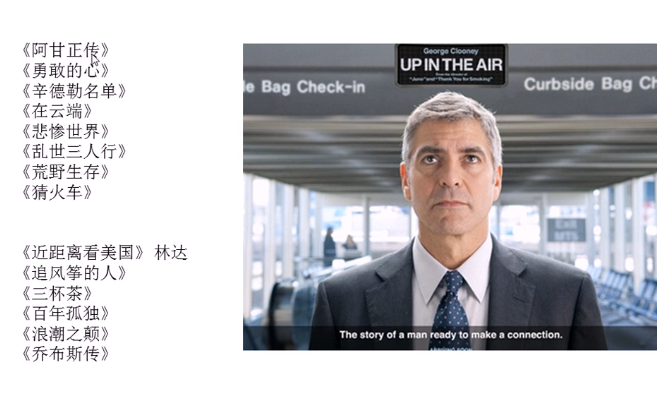 《阿甘正传》
《勇敢的心》
《辛德勒名单》
《在云端》
《悲惨世界》
《乱世三人行》
《荒野生存》
《猜火车》
《近距离看美国》 林达
《追风筝的人》
《三杯茶》
《百年孤独》
《浪潮之颠》
《乔布斯传》
George Clooney
UP IN THE AIR
From the director of
"Juno" and "Thank You for Smoking"
le Bag Check-in
Curbside Bag Ch
EXIT
The story of a man ready to make a connection.